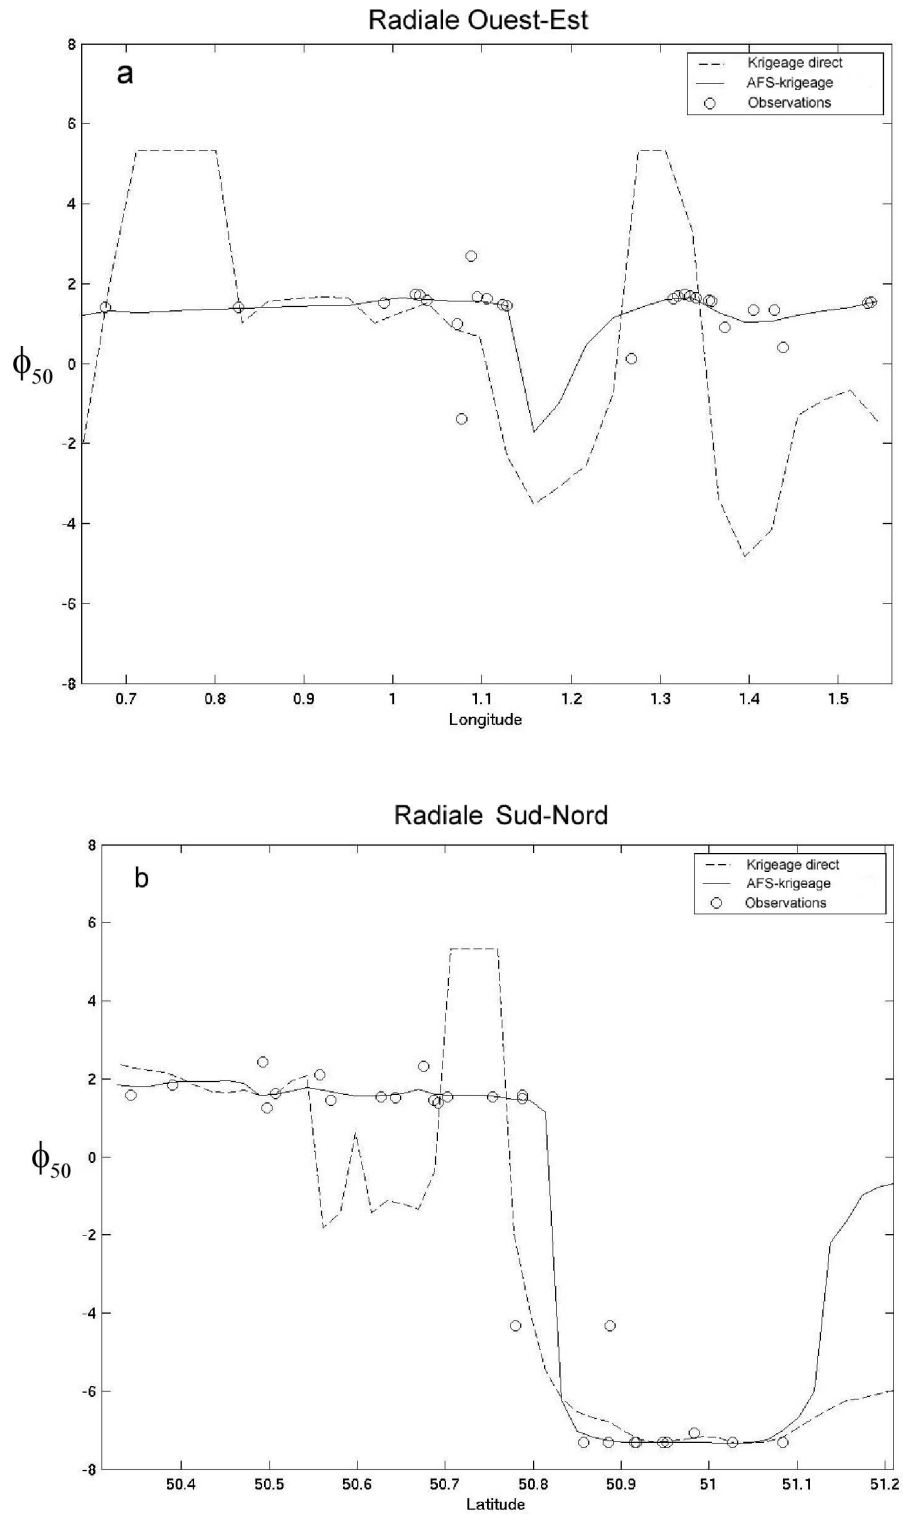 Radiale Ouest-Est
8
a
Krigeage direct
AFS-krigeage
Observations
6
4
2
ϕ50
0
-2
-4
-6
-8
0.7 0.8 0.9 1 1.1 1.2 1.3 1.4 1.5
Longitude
Radiale Sud-Nord
8
b
Krigeage direct
AFS-krigeage
Observations
6
4
2
ϕ50
0
-2
-4
-6
-8
50.4 50.5 50.6 50.7 50.8 50.9 51 51.1 51.2
Latitude